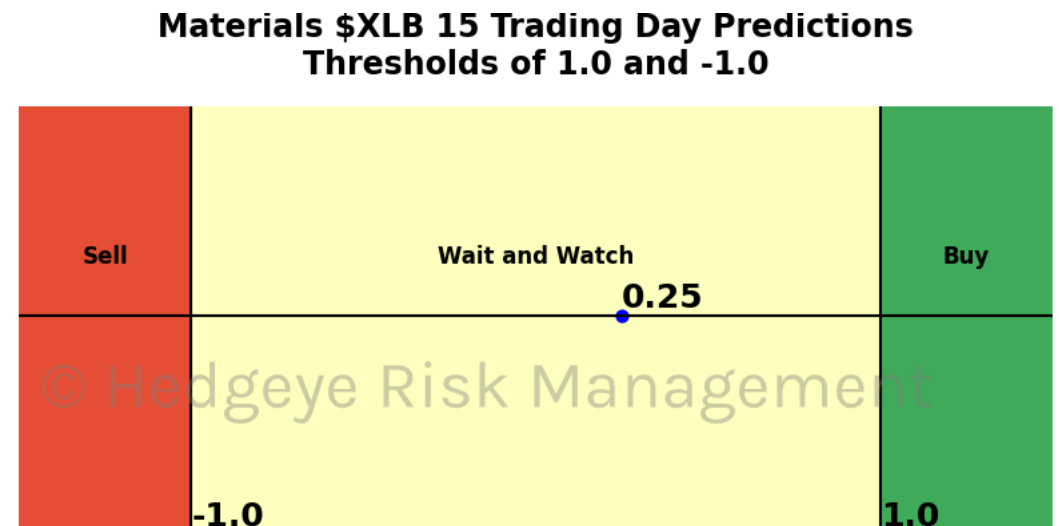 Materials $XLB 15 Trading Day Predictions
Thresholds of 1.0 and -1.0
Sell
Wait and Watch
Buy
0.25
© Hedgeye Risk Management
-1.0
1.0